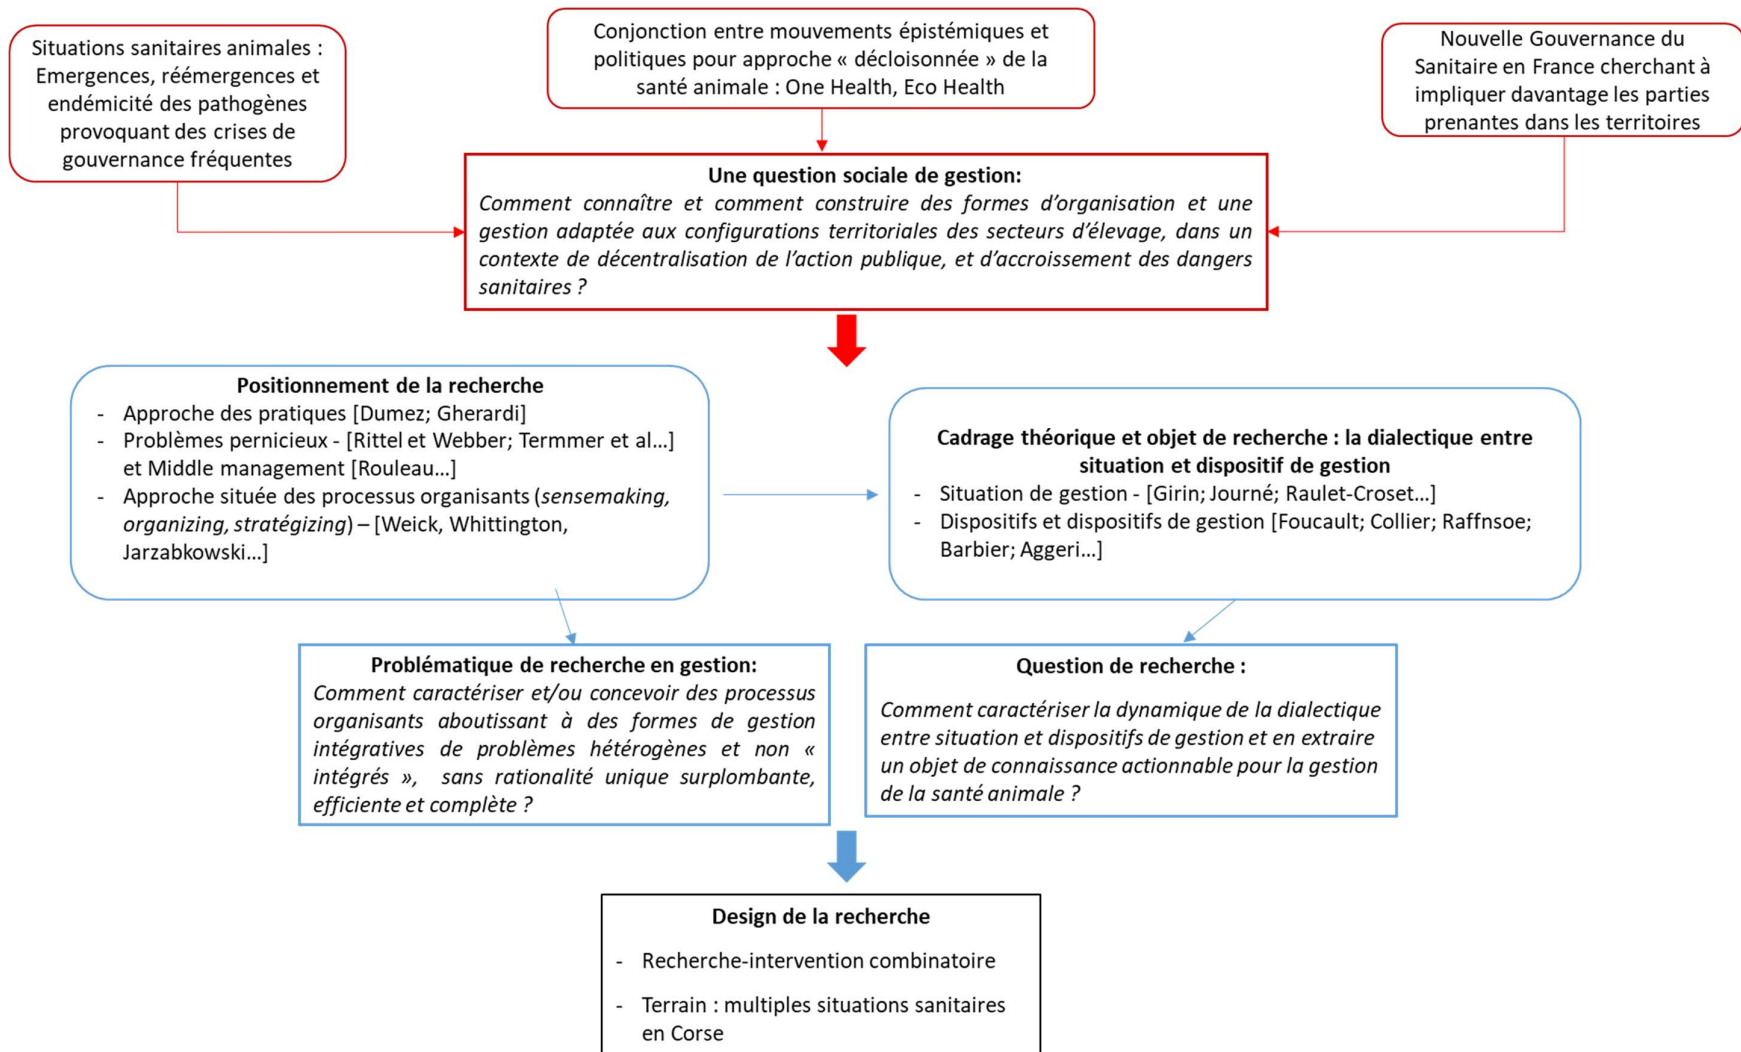 Situations sanitaires animales :
Emergences, réémergences et
endémicité des pathogènes
provoquant des crises de
gouvernance fréquentes
Conjonction entre mouvements épistémiques et
politiques pour approche « décloisonnée » de la
santé animale : One Health, Eco Health
Nouvelle Gouvernance du
Sanitaire en France cherchant à
impliquer davantage les parties
prenantes dans les territoires
Une question sociale de gestion:
Comment connaître et comment construire des formes d'organisation et une
gestion adaptée aux configurations territoriales des secteurs d'élevage, dans un
contexte de décentralisation de l'action publique, et d'accroissement des dangers
sanitaires ?
Positionnement de la recherche
- Approche des pratiques [Dumez; Gherardi]
- Problèmes pernicieux - [Rittel et Webber; Termmer et al…]
et Middle management [Rouleau…]
- Approche située des processus organisants (sensemaking,
organizing, stratégizing) – [Weick, Whittington,
Jarzabkowski…]
Cadrage théorique et objet de recherche : la dialectique entre
situation et dispositif de gestion
- Situation de gestion - [Girin; Journé; Raulet-Croset…]
- Dispositifs et dispositifs de gestion [Foucault; Collier; Raffnsoe;
Barbier; Aggeri…]
Problématique de recherche en gestion:
Comment caractériser et/ou concevoir des processus
organisants aboutissant à des formes de gestion
intégratives de problèmes hétérogènes et non «
intégrés », sans rationalité unique surplombante,
efficiente et complète ?
Question de recherche :
Comment caractériser la dynamique de la dialectique
entre situation et dispositifs de gestion et en extraire
un objet de connaissance actionnable pour la gestion
de la santé animale ?
Design de la recherche
- Recherche-intervention combinatoire
- Terrain : multiples situations sanitaires
en Corse